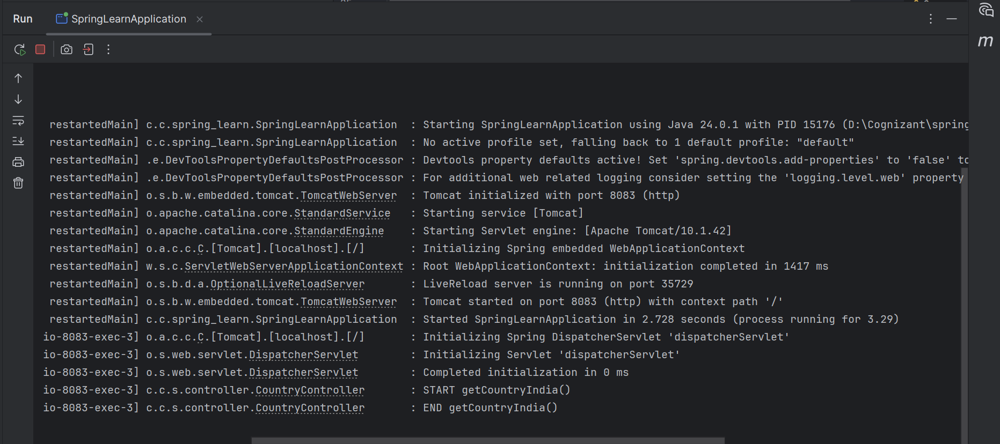 Run SpringLearnApplication
restartedMain] c.c.spring_learn.SpringLearnApplication : Starting SpringLearnApplication using Java 24.0.1 with PID 15176 (D:\Cognizant\spring
restartedMain] c.c.spring_learn.SpringLearnApplication : No active profile set, falling back to 1 default profile: "default"
restartedMain] .e.DevToolsPropertyDefaultsPostProcessor : Devtools property defaults active! Set 'spring.devtools.add-properties' to 'false' to
restartedMain] .e.DevToolsPropertyDefaultsPostProcessor : For additional web related logging consider setting the 'logging.level.web' property
restartedMain] o.s.b.w.embedded.tomcat.TomcatWebServer : Tomcat initialized with port 8083 (http)
restartedMain] o.apache.catalina.core.StandardService : Starting service [Tomcat]
restartedMain] o.apache.catalina.core.StandardEngine : Starting Servlet engine: [Apache Tomcat/10.1.42]
restartedMain] o.a.c.c.C.[Tomcat].[localhost].[/] : Initializing Spring embedded WebApplicationContext
restartedMain] w.s.c.ServletWebServerApplicationContext : Root WebApplicationContext: initialization completed in 1417 ms
restartedMain] o.s.b.d.a.OptionalLiveReloadServer : LiveReload server is running on port 35729
restartedMain] o.s.b.w.embedded.tomcat.TomcatWebServer : Tomcat started on port 8083 (http) with context path '/'
restartedMain] c.c.spring_learn.SpringLearnApplication : Started SpringLearnApplication in 2.728 seconds (process running for 3.29)
io-8083-exec-3] o.a.c.c.C.[Tomcat].[localhost].[/] : Initializing Spring DispatcherServlet 'dispatcherServlet'
io-8083-exec-3] o.s.web.servlet.DispatcherServlet : Initializing Servlet 'dispatcherServlet'
io-8083-exec-3] o.s.web.servlet.DispatcherServlet : Completed initialization in 0 ms
io-8083-exec-3] c.c.s.controller.CountryController : START getCountryIndia()
io-8083-exec-3] c.c.s.controller.CountryController : END getCountryIndia()
m